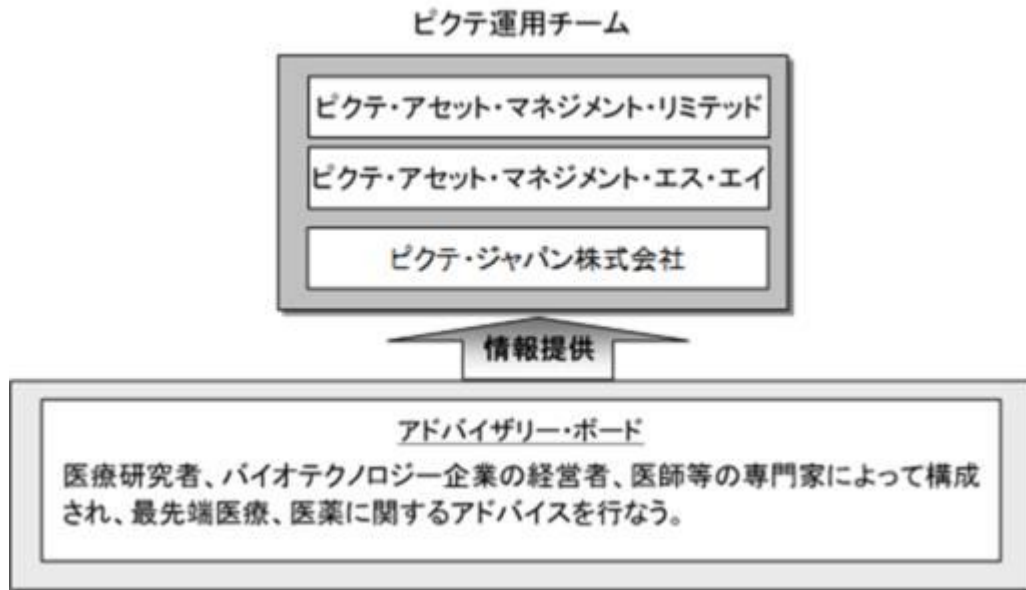 ピクテ運用チーム
ピクテ・アセット・マネジメント・リミテッド
ピクテ・アセット・マネジメント・エス・エイ
ピクテ・ジャパン株式会社
情報提供
アドバイザリー・ボード
医療研究者、バイオテクノロジー企業の経営者、医師等の専門家によって構成
され、最先端医療、医薬に関するアドバイスを行なう。